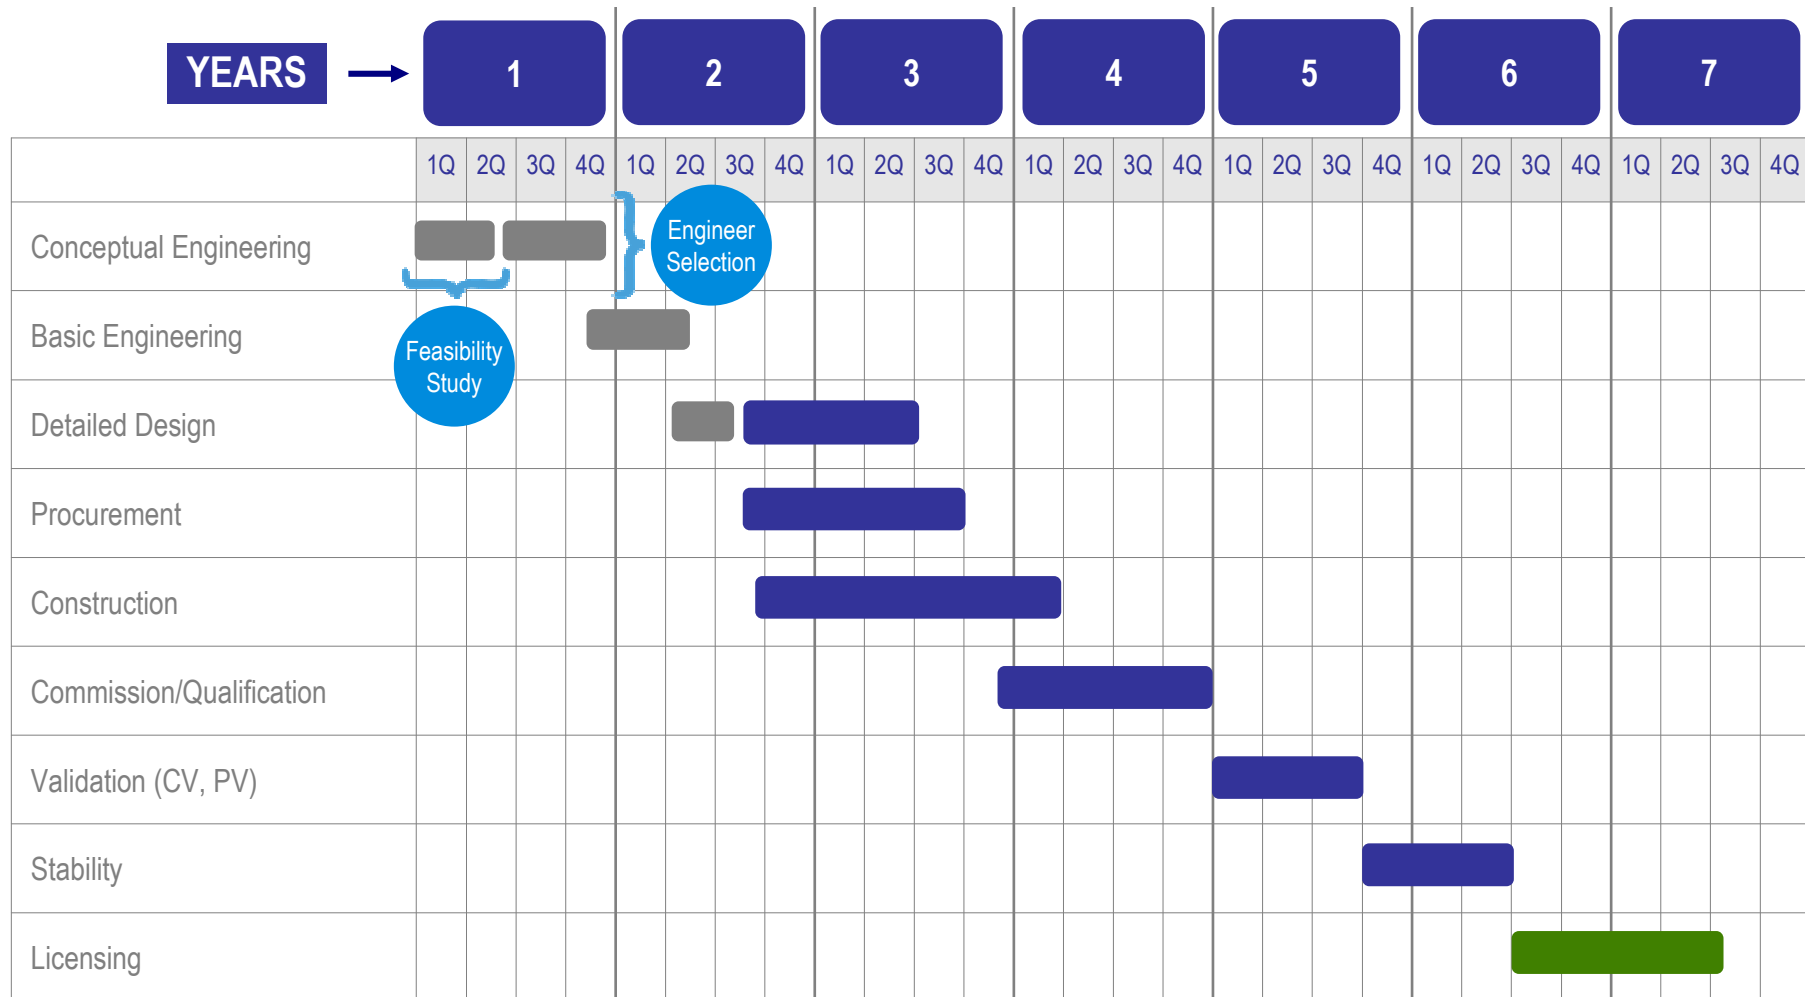 YEARS 1 2 3 4 5 6 7
1Q 2Q 3Q 4Q 1Q 2Q 3Q 4Q 1Q 2Q 3Q 4Q 1Q 2Q 3Q 4Q 1Q 2Q 3Q 4Q 1Q 2Q 3Q 4Q 1Q 2Q 3Q 4Q
Conceptual Engineering
Engineer
Selection
Basic Engineering
Feasibility
Study
Detailed Design
Procurement
Construction
Commission/Qualification
Validation (CV, PV)
Stability
Licensing